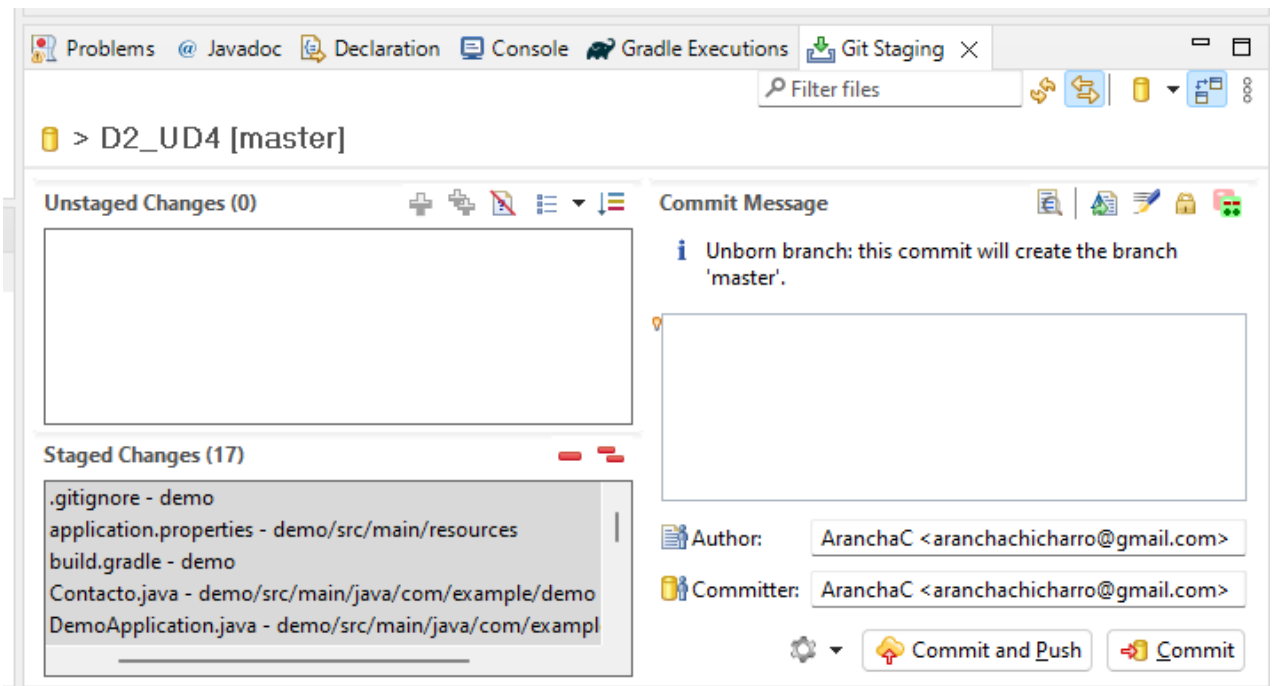 Problems @ Javadoc Declaration Console Gradle Executions Git Staging
Filter files
> D2_UD4 [master]
Unstaged Changes (0)
Commit Message
Unborn branch: this commit will create the branch
'master'.
Staged Changes (17)
.gitignore - demo
application.properties - demo/src/main/resources
build.gradle - demo
Contacto.java - demo/src/main/java/com/example/demo
DemoApplication.java - demo/src/main/java/com/exampl
Author: AranchaC <aranchachicharro@gmail.com>
Committer: AranchaC <aranchachicharro@gmail.com>
Commit and Push Commit